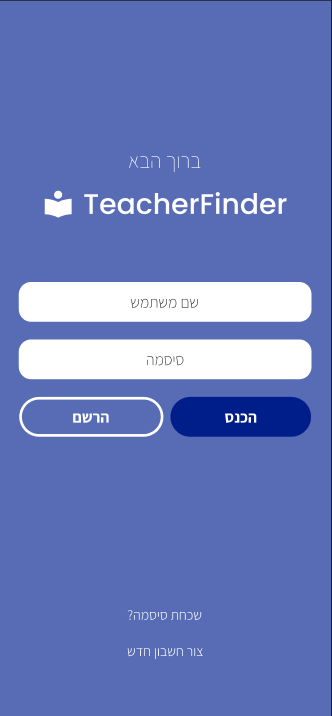 ברוך הבא
TeacherFinder
שם משתמש
סיסמה
הכנס
הרשם
שכחת סיסמה?
צור חשבון חדש